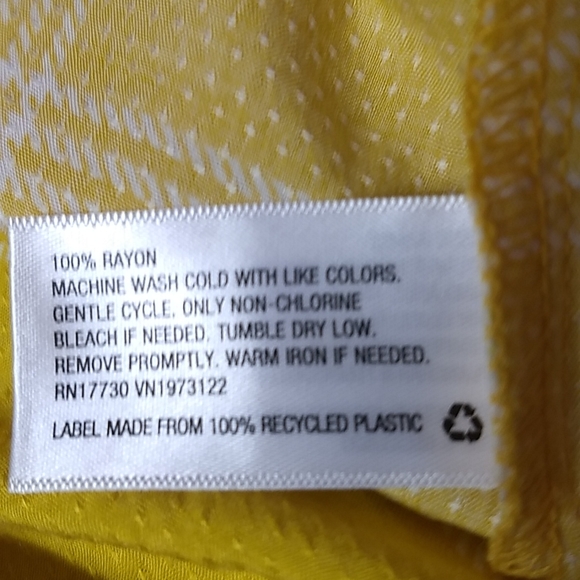 100% RAYON
MACHINE WASH COLD WITH LIKE COLORS.
GENTLE CYCLE. ONLY NON-CHLORINE
BLEACH IF NEEDED. TUMBLE DRY LOW.
REMOVE PROMPTLY. WARM IRON IF NEEDED.
RN17730 VN1973122
LABEL MADE FROM 100% RECYCLED PLASTIC